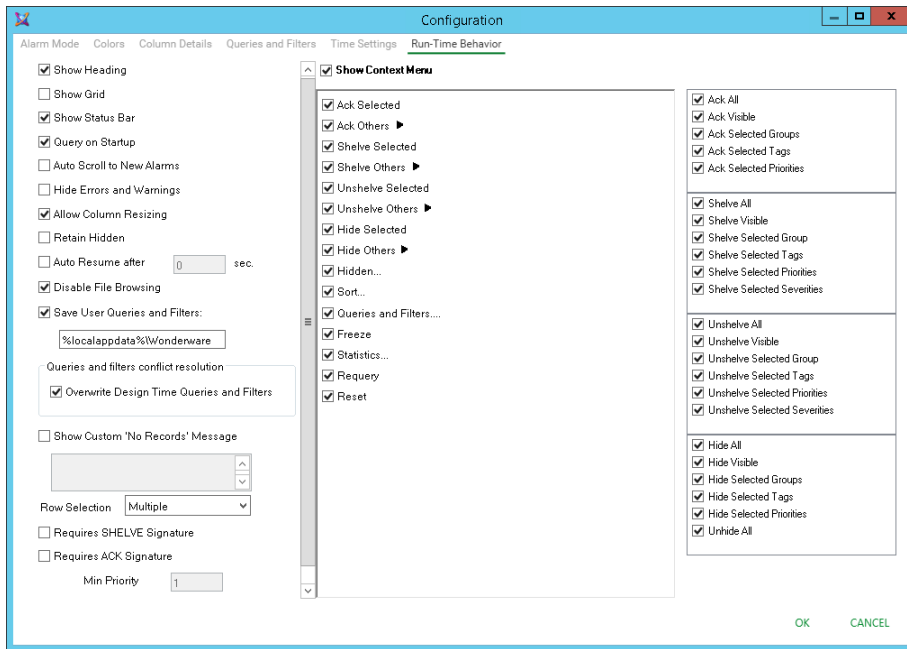 Configuration
Alarm Mode Colors Column Details Queries and Filters Time Settings Run-Time Behavior
Show Heading
Show Grid
Show Status Bar
Query on Startup
Auto Scroll to New Alarms
Hide Errors and Warnings
Allow Column Resizing
Retain Hidden
Auto Resume after 0 sec.
Disable File Browsing
Save User Queries and Filters:
%localappdata%\Wonderware
Queries and filters conflict resolution
Overwrite Design Time Queries and Filters
Show Custom 'No Records' Message
Row Selection Multiple
Requires SHELVE Signature
Requires ACK Signature
Min Priority 1
Show Context Menu
Ack Selected
Ack Others
Shelve Selected
Shelve Others
Unshelve Selected
Unshelve Others
Hide Selected
Hide Others
Hidden...
Sort...
Queries and Filters....
Freeze
Statistics...
Requery
Reset
Ack All
Ack Visible
Ack Selected Groups
Ack Selected Tags
Ack Selected Priorities
Shelve All
Shelve Visible
Shelve Selected Group
Shelve Selected Tags
Shelve Selected Priorities
Shelve Selected Severities
Unshelve All
Unshelve Visible
Unshelve Selected Group
Unshelve Selected Tags
Unshelve Selected Priorities
Unshelve Selected Severities
Hide All
Hide Visible
Hide Selected Groups
Hide Selected Tags
Hide Selected Priorities
Unhide All
OK CANCEL